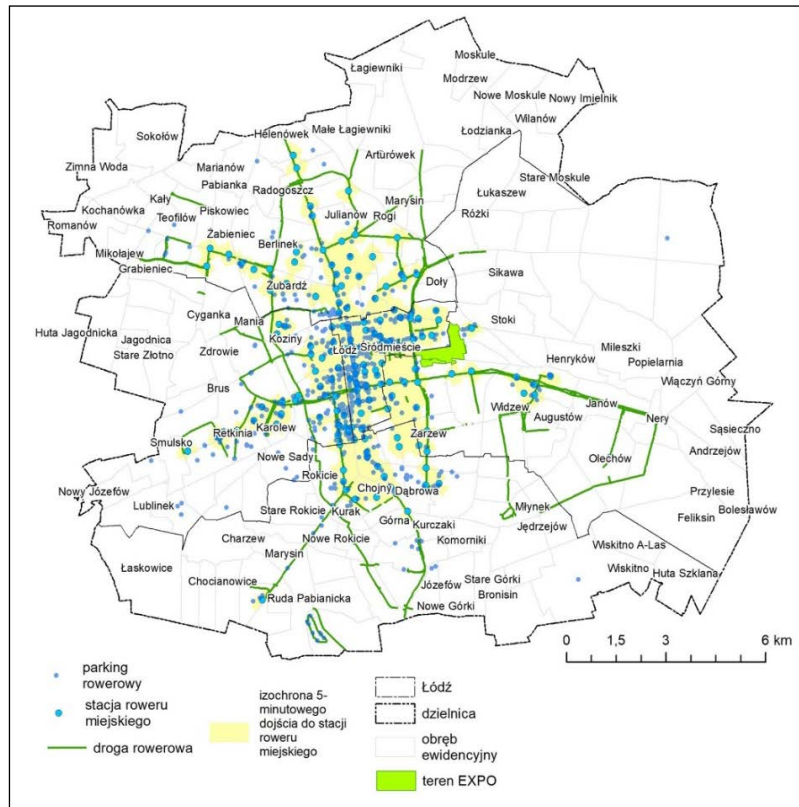 Moskule
Łagiewniki
Modrzew
Nowe Moskule
Nowy Imielnik
Wilanów
Małe Łagiewniki
Łodzianka
Sokołów
Helenówek
Arturówek
Stare Moskule
Zimna Woda
Marianów
Pabianka
Radogoszcz
Łukaszew
Kały
Marysin
Kochanówka
Teofilów
Piskowiec
Julianów
Rogi
Różki
Romanów
Żabieniec
Berlinek
Mikołajew
Grabieniec
Sikawa
Doły
Żubardź
Cyganka
Mania
Stoki
Huta Jagodnicka
Jagodnica
Koziny
Łódź
Śródmieście
Mileszki
Stare Złotno
Zdrowie
Henryków
Popielarnia
Brus
Wiączyń Górny
Janów
Widzew
Augustów
Nery
Smulsko
Retkinia
Karolew
Zarzew
Sąsieczno
Andrzejów
Nowe Sady
Olechów
Rokicie
Nowy Józefów
Chojny
Dąbrowa
Przylesie
Lublinek
Stare Rokicie
Kurak
Młynek
Bolesławów
Górna
Kurczaki
Feliksin
Jędrzejów
Charzew
Nowe Rokicie
Komorniki
Marysin
Wiskitno A-Las
Łaskowice
Chocianowice
Józefów
Stare Górki
Wiskitno
Huta Szklana
Bronisin
Ruda Pabianicka
Nowe Górki
0 1,5 3 6 km
parking
rowerowy
stacja roweru
miejskiego
droga rowerowa
izochrona 5-
minutowego
dojścia do stacji
roweru
miejskiego
Łódź
dzielnica
obręb
ewidencyjny
teren EXPO